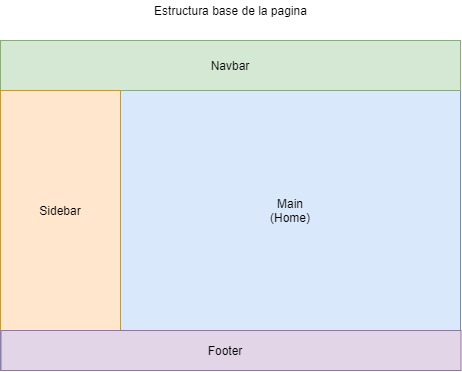 Estructura base de la pagina
Navbar
Sidebar
Main
(Home)
Footer